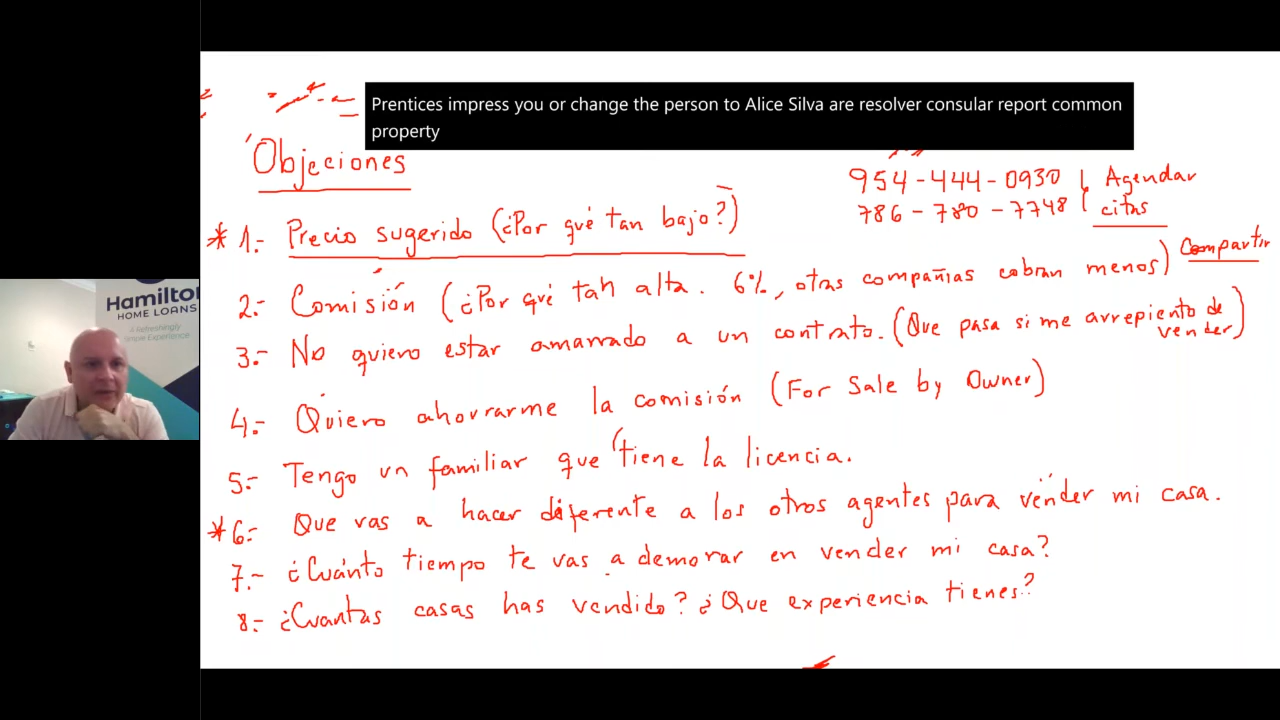 Prentices impress you or change the person to Alice Silva are resolver consular report common
property
Objeciones
954-444-0930 Agendar
786-780-7748 citas
* 1.- Precio sugerido (¿Por qué tan bajo?)
Compartir
2.- Comisión (¿Por qué tan alta. 6%, otras compañias cobran menos)
3.- No quiero estar amarrado a un contrato. (Que pasa si me arrepiento de
vender)
4.- Quiero ahorrarme la comisión (For Sale by Owner)
5.- Tengo un familiar que tiene la licencia.
* 6.- Que vas a hacer diferente a los otros agentes para vender mi casa.
7.- ¿Cuánto tiempo te vas a demorar en vender mi casa?
8.- ¿Cuantas casas has vendido? ¿Que experiencia tienes?
Hamilton
HOME LOANS
A Refreshingly
Simple Experience